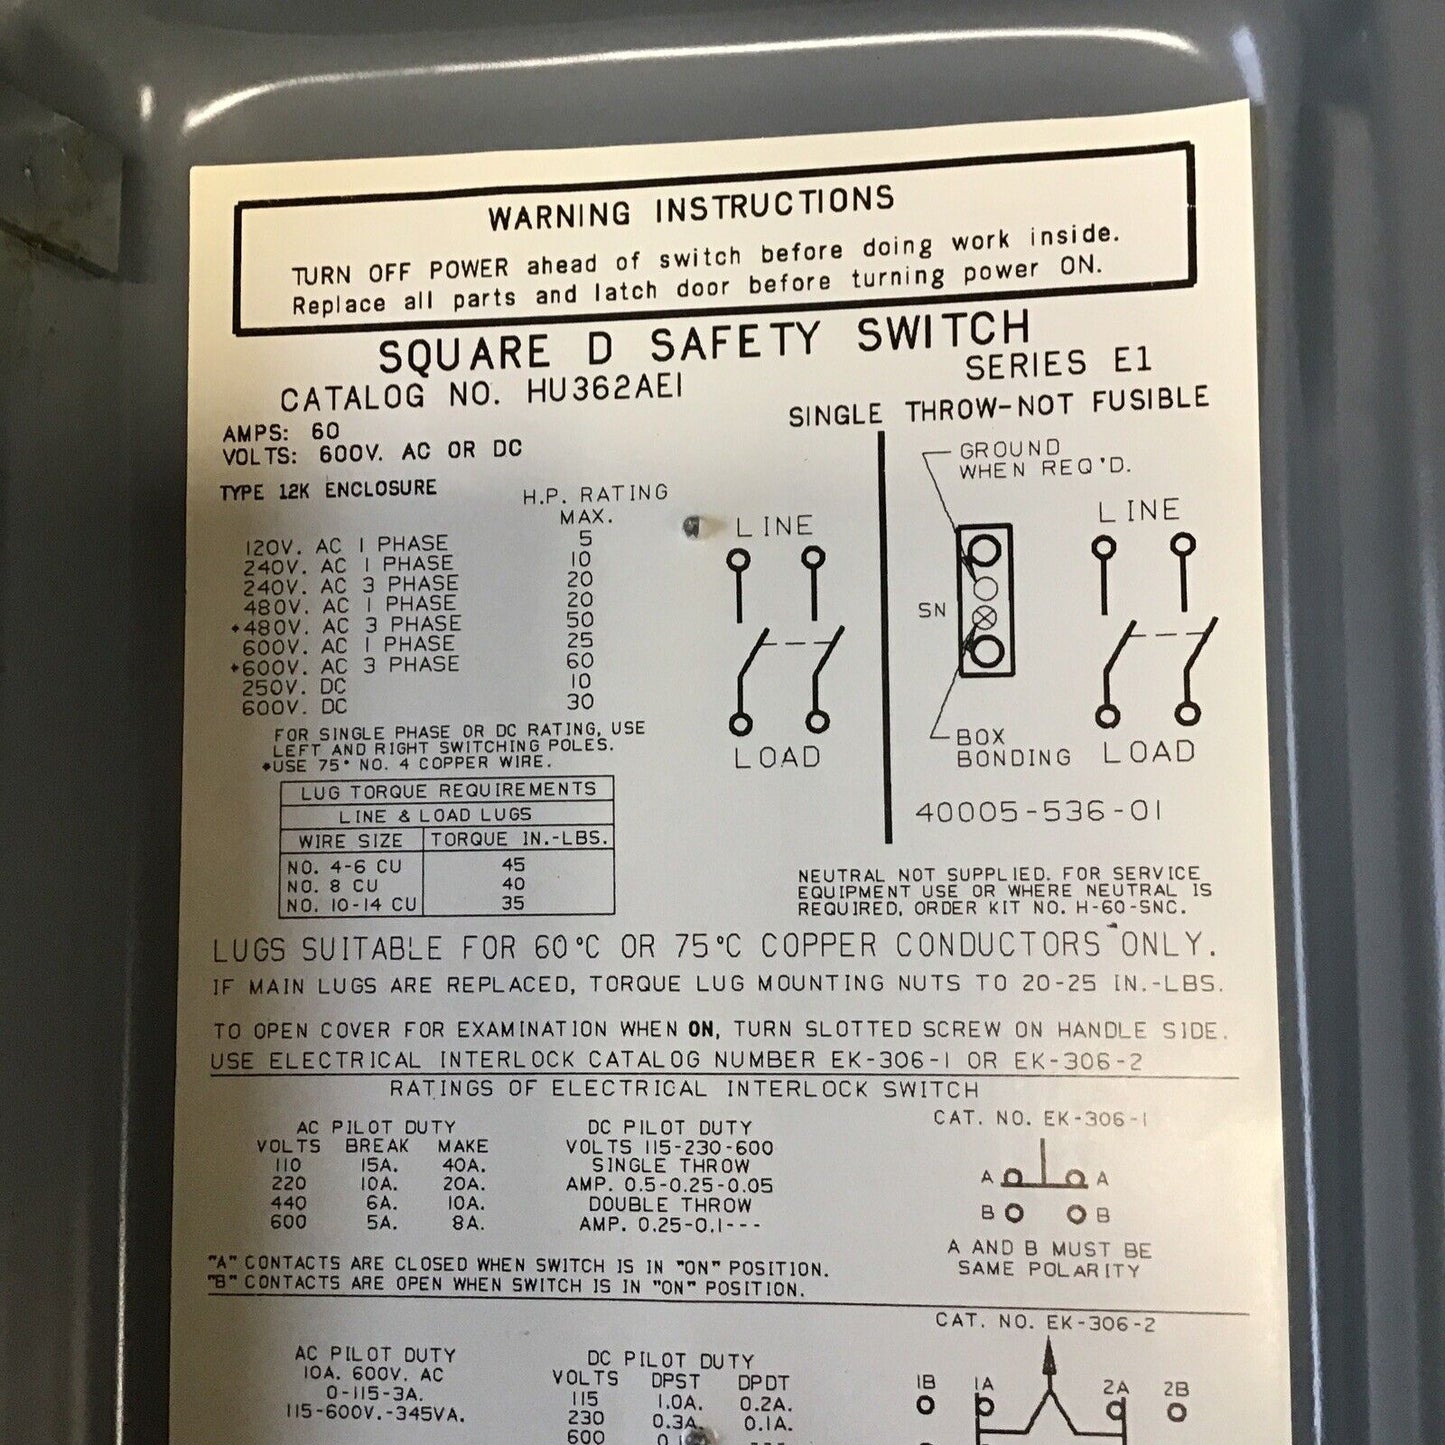 WARNING INSTRUCTIONS
TURN OFF POWER ahead of switch before doing work inside.
Replace all parts and latch door before turning power ON.
SQUARE D SAFETY SWITCH
CATALOG NO. HU362AEI
SERIES E1
AMPS: 60
VOLTS: 600V. AC OR DC
SINGLE THROW-NOT FUSIBLE
TYPE 12K ENCLOSURE
H.P. RATING
MAX.
120V. AC 1 PHASE 5
240V. AC 1 PHASE 10
240V. AC 3 PHASE 20
480V. AC 1 PHASE 20
*480V. AC 3 PHASE 50
600V. AC 1 PHASE 25
*600V. AC 3 PHASE 60
250V. DC 10
600V. DC 30
FOR SINGLE PHASE OR DC RATING, USE
LEFT AND RIGHT SWITCHING POLES.
*USE 75° NO. 4 COPPER WIRE.
LINE
LOAD
GROUND
WHEN REQ'D.
SN
BOX
BONDING
LINE
LOAD
40005-536-01
LUG TORQUE REQUIREMENTS
LINE & LOAD LUGS
WIRE SIZE TORQUE IN.-LBS.
NO. 4-6 CU 45
NO. 8 CU 40
NO. 10-14 CU 35
NEUTRAL NOT SUPPLIED. FOR SERVICE
EQUIPMENT USE OR WHERE NEUTRAL IS
REQUIRED, ORDER KIT NO. H-60-SNC.
LUGS SUITABLE FOR 60°C OR 75°C COPPER CONDUCTORS ONLY.
IF MAIN LUGS ARE REPLACED, TORQUE LUG MOUNTING NUTS TO 20-25 IN.-LBS.
TO OPEN COVER FOR EXAMINATION WHEN ON, TURN SLOTTED SCREW ON HANDLE SIDE.
USE ELECTRICAL INTERLOCK CATALOG NUMBER EK-306-1 OR EK-306-2
RATINGS OF ELECTRICAL INTERLOCK SWITCH
AC PILOT DUTY
VOLTS BREAK MAKE
110 15A. 40A.
220 10A. 20A.
440 6A. 10A.
600 5A. 8A.
DC PILOT DUTY
VOLTS 115-230-600
SINGLE THROW
AMP. 0.5-0.25-0.05
DOUBLE THROW
AMP. 0.25-0.1---
CAT. NO. EK-306-1
A A
B B
A AND B MUST BE
SAME POLARITY
"A" CONTACTS ARE CLOSED WHEN SWITCH IS IN "ON" POSITION.
"B" CONTACTS ARE OPEN WHEN SWITCH IS IN "ON" POSITION.
AC PILOT DUTY
10A. 600V. AC
0-115-3A.
115-600V.-345VA.
DC PILOT DUTY
VOLTS DPST DPDT
115 1.0A. 0.2A.
230 0.3A. 0.1A.
600
CAT. NO. EK-306-2
1B 1A 2A 2B